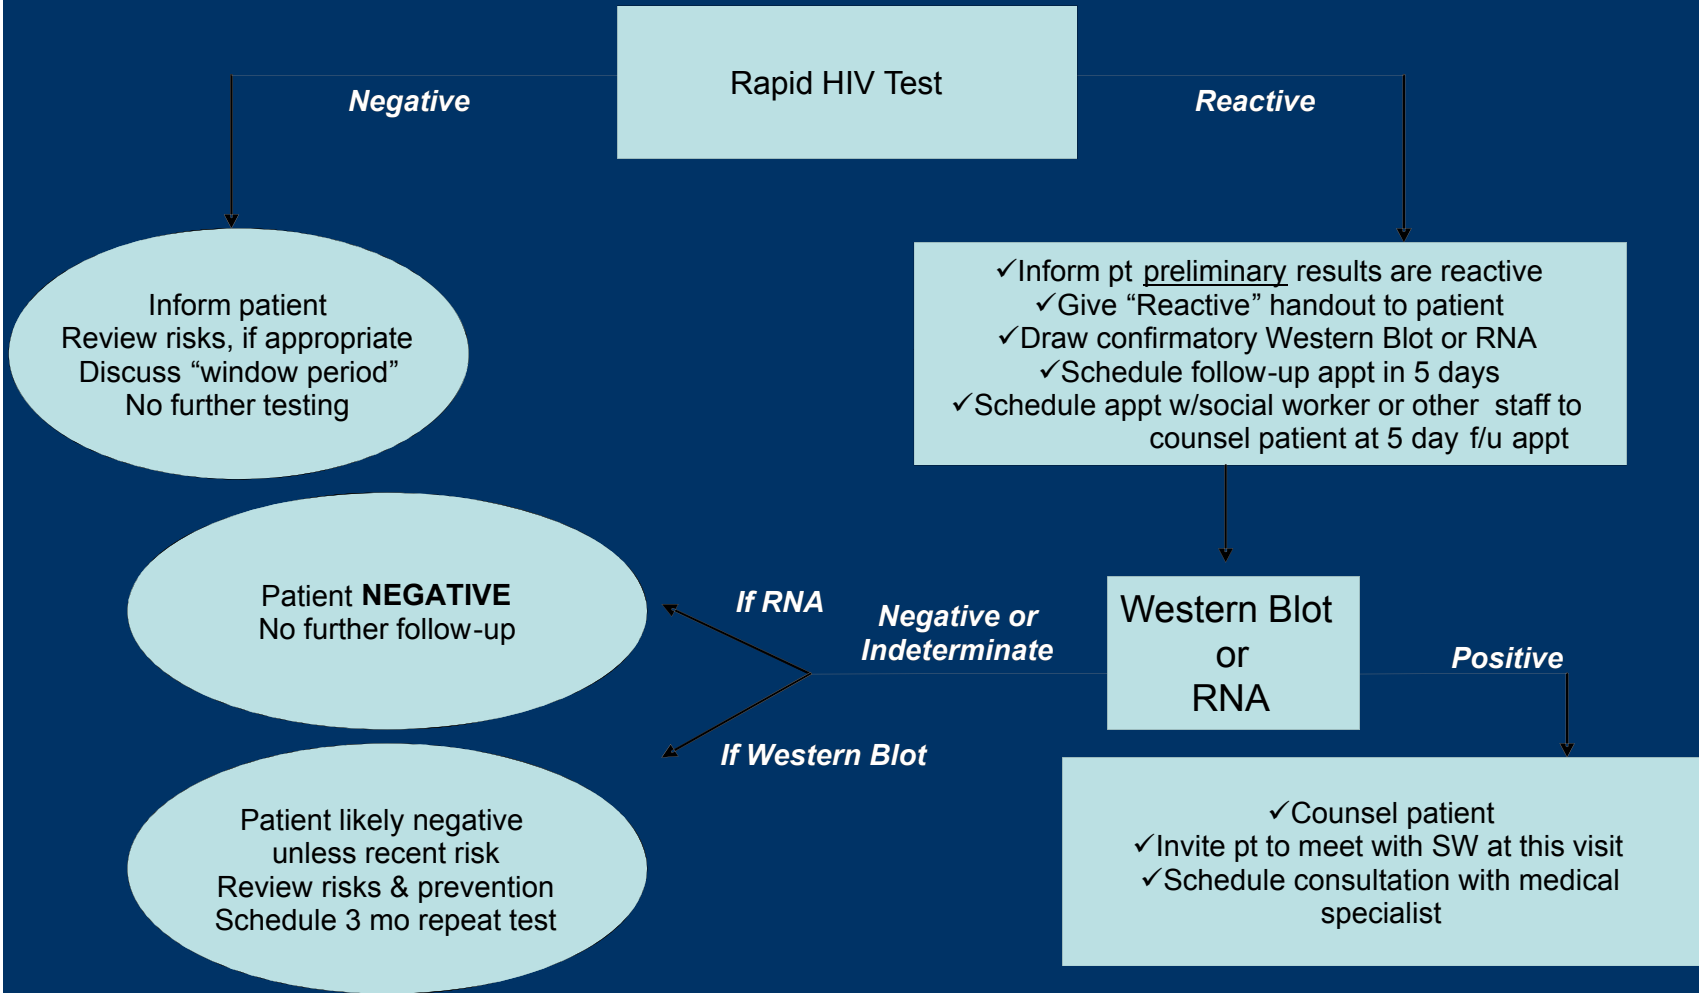 Rapid HIV Test
Negative
Reactive
Inform patient
Review risks, if appropriate
Discuss “window period”
No further testing
✓Inform pt preliminary results are reactive
✓Give “Reactive” handout to patient
✓Draw confirmatory Western Blot or RNA
✓Schedule follow-up appt in 5 days
✓Schedule appt w/social worker or other staff to
counsel patient at 5 day f/u appt
Patient NEGATIVE
No further follow-up
If RNA
Negative or
Indeterminate
Western Blot
or
RNA
Positive
If Western Blot
Patient likely negative
unless recent risk
Review risks & prevention
Schedule 3 mo repeat test
✓Counsel patient
✓Invite pt to meet with SW at this visit
✓Schedule consultation with medical
specialist